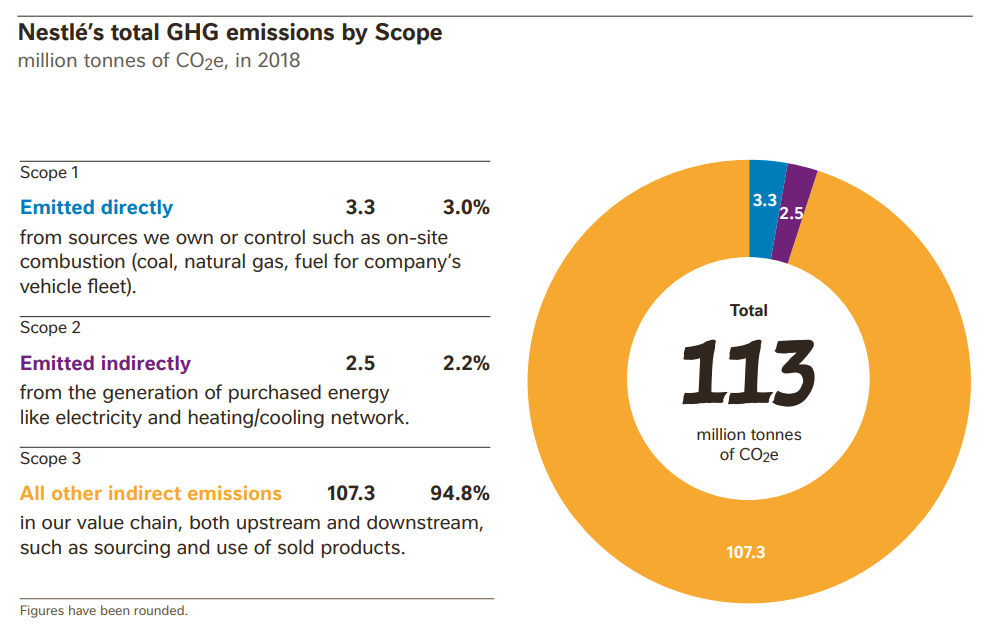 Nestlé's total GHG emissions by Scope
million tonnes of CO2e, in 2018
Scope 1
Emitted directly 3.3 3.0%
from sources we own or control such as on-site
combustion (coal, natural gas, fuel for company's
vehicle fleet).
Scope 2
Emitted indirectly 2.5 2.2%
from the generation of purchased energy
like electricity and heating/cooling network.
Scope 3
All other indirect emissions 107.3 94.8%
in our value chain, both upstream and downstream,
such as sourcing and use of sold products.
Figures have been rounded.
3.3
2.5
Total
113
million tonnes
of CO2e
107.3